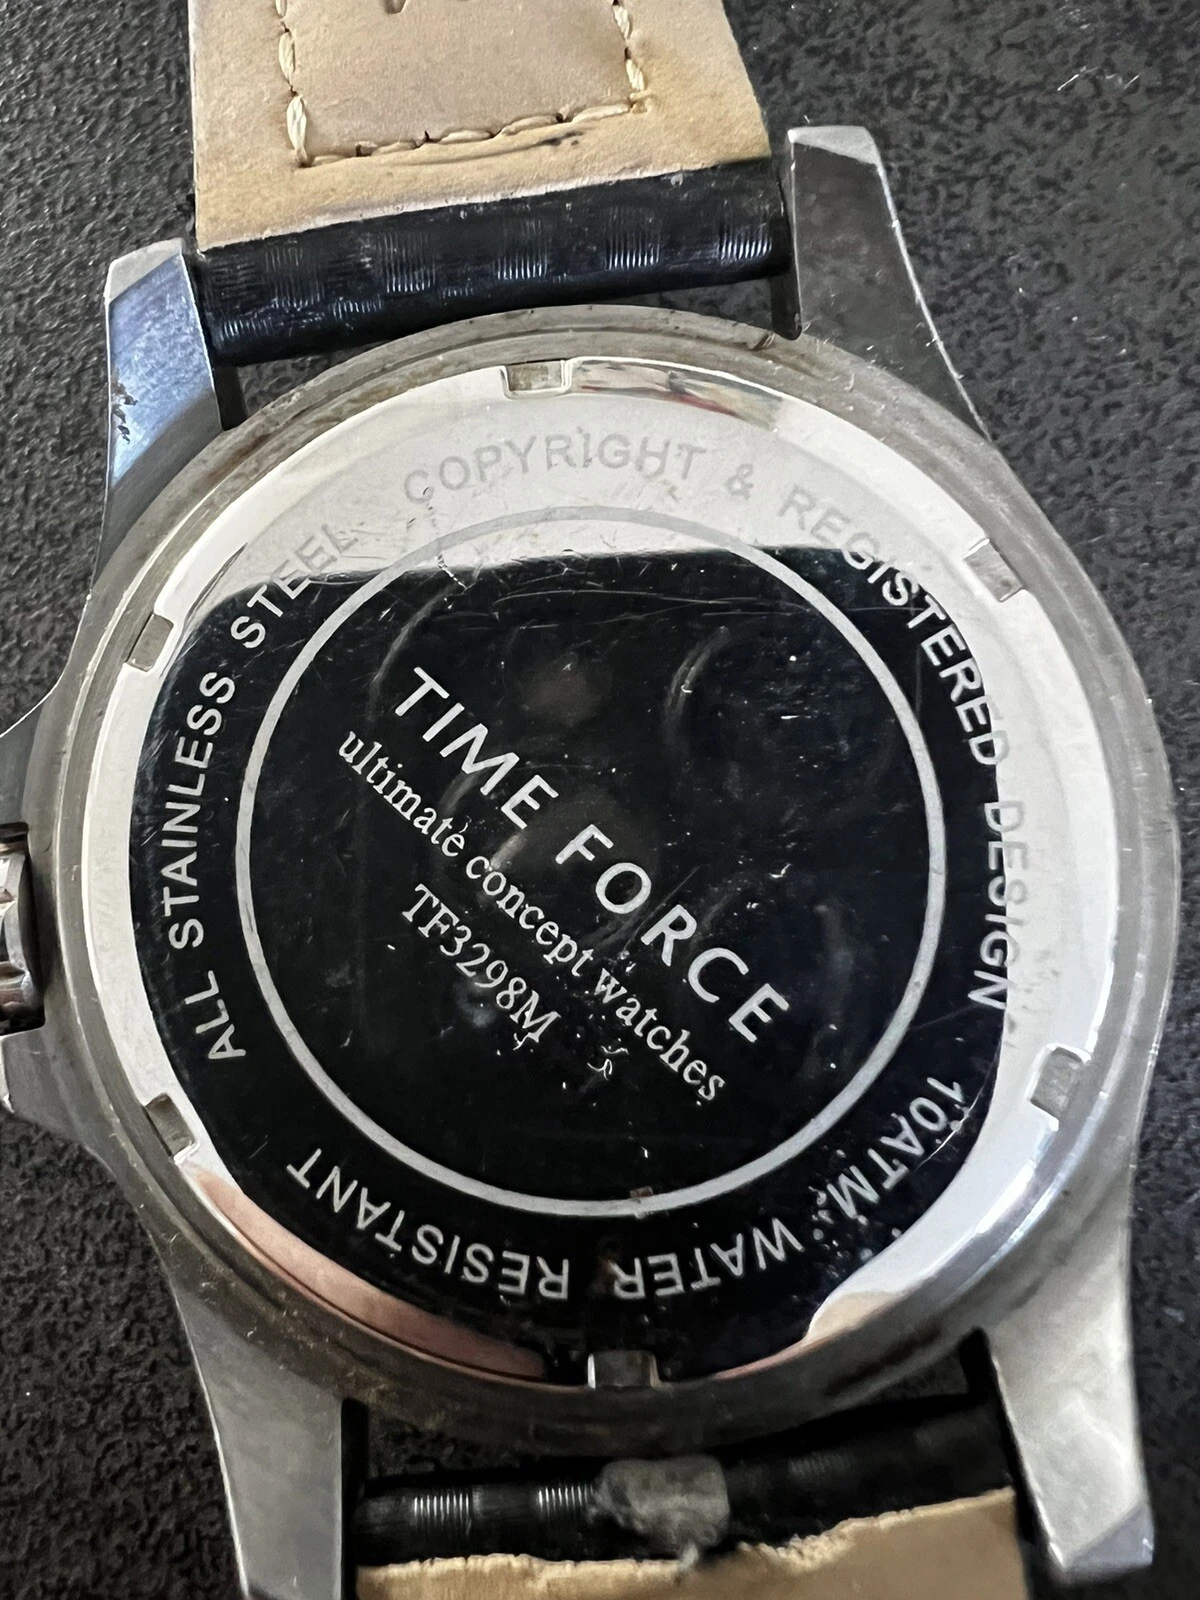 COPYRIGHT & REGISTERED DESIGN
10ATM WATER RESISTANT
ALL STAINLESS STEEL
TIME FORCE
ultimate concept watches
TF3298M